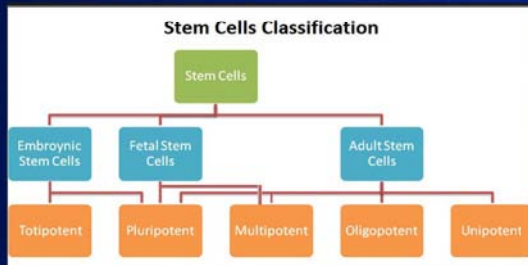 Stem Cells Classification
Stem Cells
Embroynic
Stem Cells
Fetal Stem
Cells
Adult Stem
Cells
Totipotent
Pluripotent
Multipotent
Oligopotent
Unipotent